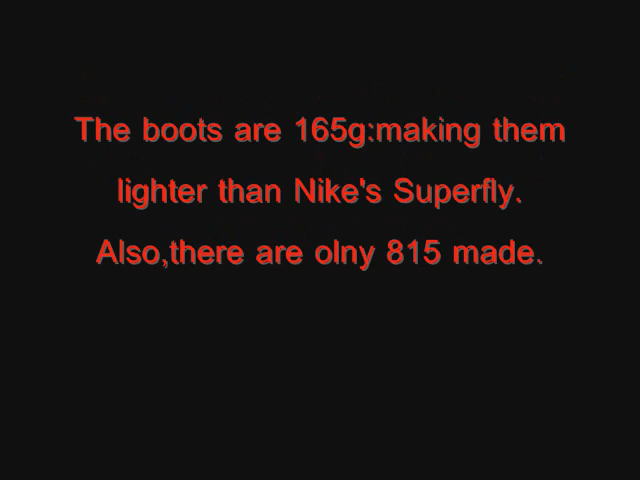 The boots are 165g:making them
lighter than Nike's Superfly.
Also,there are olny 815 made.